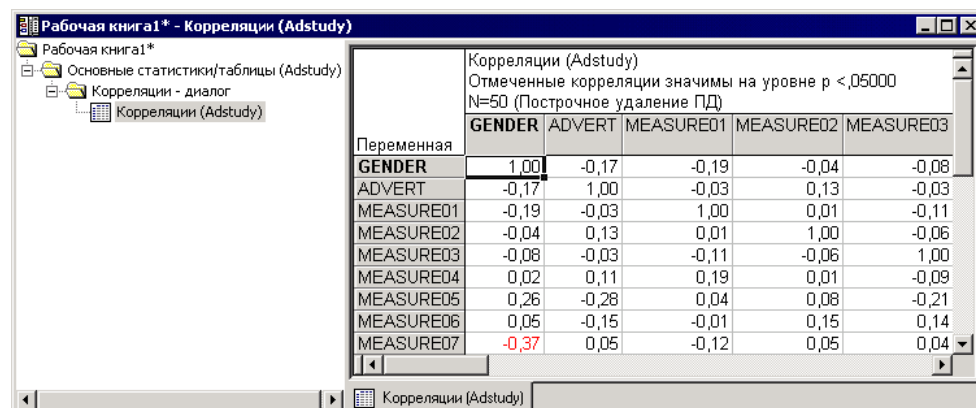 Рабочая книга1* - Корреляции (Adstudy)
Рабочая книга1*
Основные статистики/таблицы (Adstudy)
Корреляции - диалог
Корреляции (Adstudy)
Корреляции (Adstudy)
Отмеченные корреляции значимы на уровне p <,05000
N=50 (Построчное удаление ПД)
Переменная GENDER ADVERT MEASURE01 MEASURE02 MEASURE03
GENDER 1,00 -0,17 -0,19 -0,04 -0,08
ADVERT -0,17 1,00 -0,03 0,13 -0,03
MEASURE01 -0,19 -0,03 1,00 0,01 -0,11
MEASURE02 -0,04 0,13 0,01 1,00 -0,06
MEASURE03 -0,08 -0,03 -0,11 -0,06 1,00
MEASURE04 0,02 0,11 0,19 0,01 -0,09
MEASURE05 0,26 -0,28 0,04 0,08 -0,21
MEASURE06 0,05 -0,15 -0,01 0,15 0,14
MEASURE07 -0,37 0,05 -0,12 0,05 0,04
Корреляции (Adstudy)